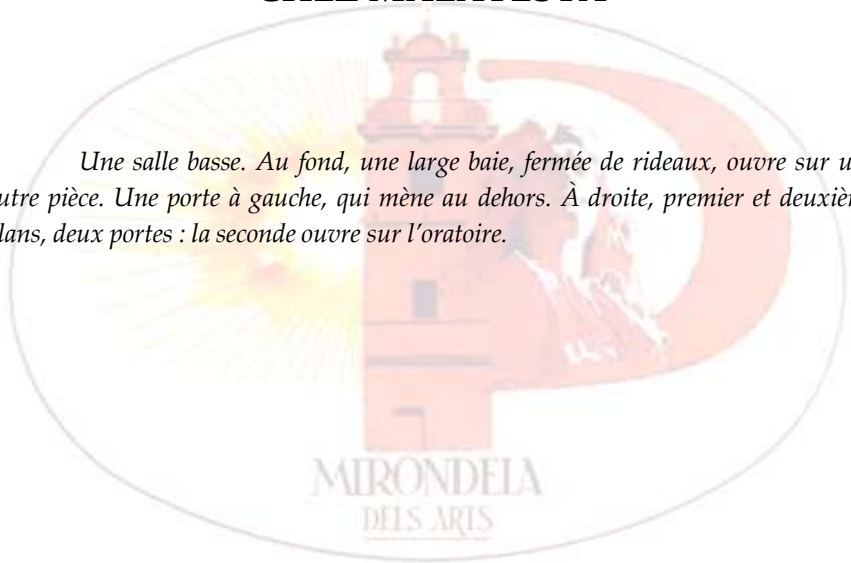 Une salle basse. Au fond, une large baie, fermée de rideaux, ouvre sur u
utre pièce. Une porte à gauche, qui mène au dehors. À droite, premier et deuxiè
lans, deux portes : la seconde ouvre sur l'oratoire.
MIRONDELA
DELS ARTS